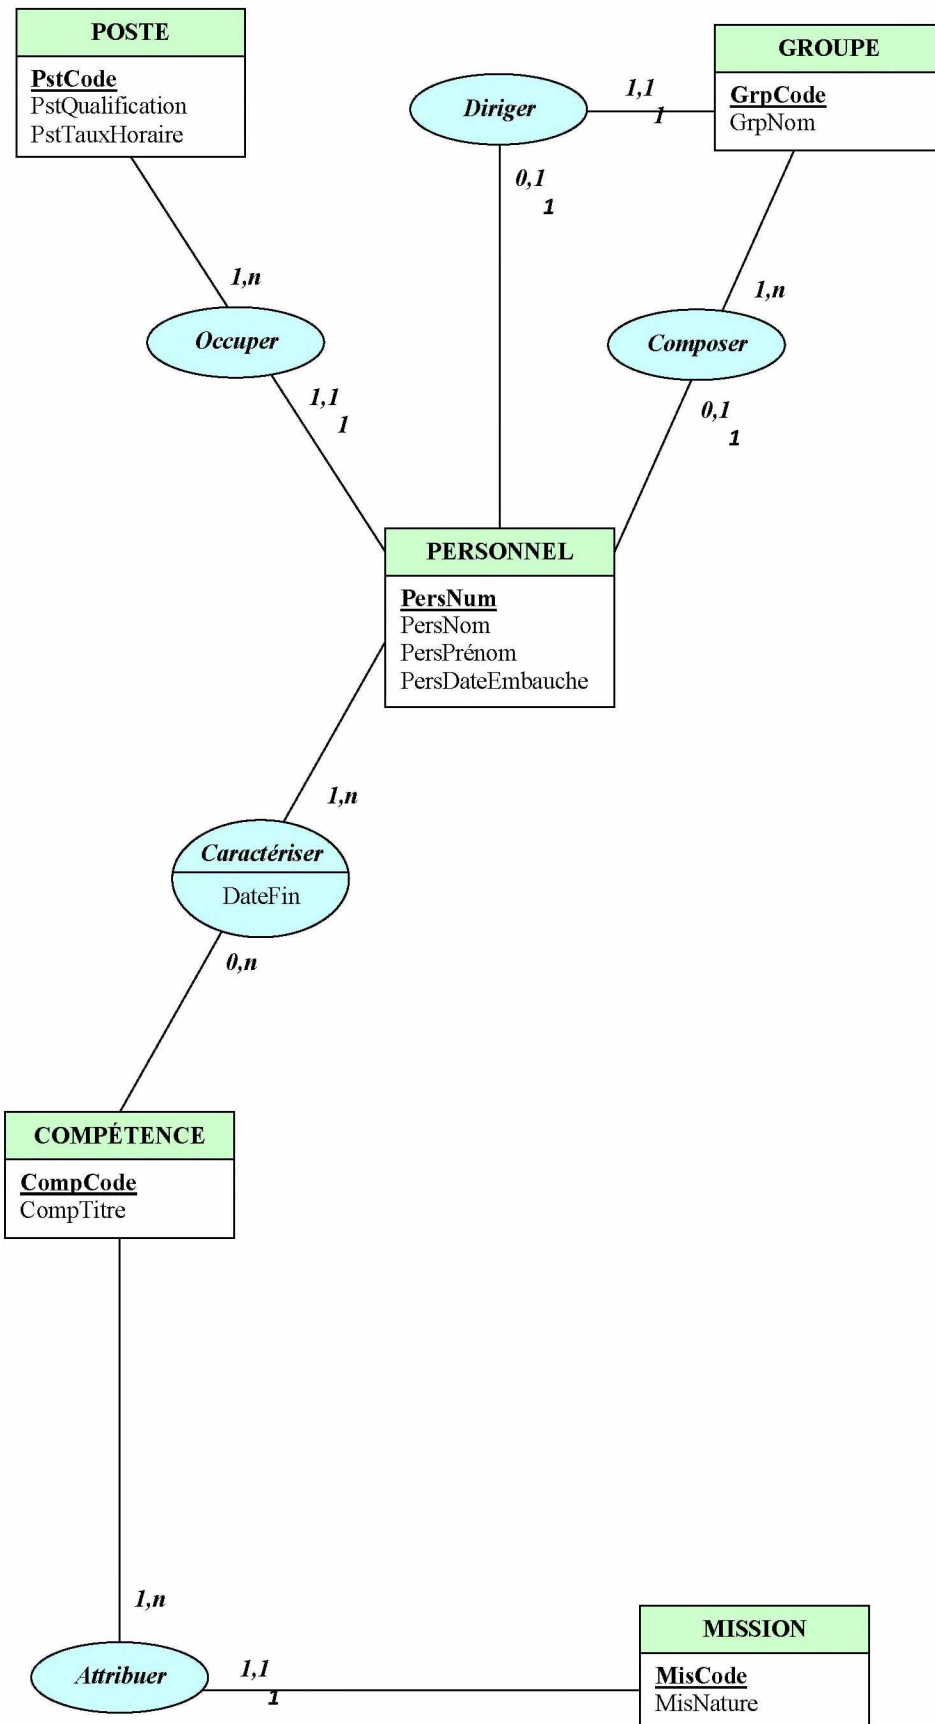 POSTE
PstCode
PstQualification
PstTauxHoraire
GROUPE
GrpCode
GrpNom
Diriger
1,1
1
0,1
1
1,n
Occuper
1,1
1
1,n
Composer
0,1
1
PERSONNEL
PersNum
PersNom
PersPrénom
PersDateEmbauche
1,n
Caractériser
DateFin
0,n
COMPÉTENCE
CompCode
CompTitre
1,n
Attribuer
1,1
1
MISSION
MisCode
MisNature